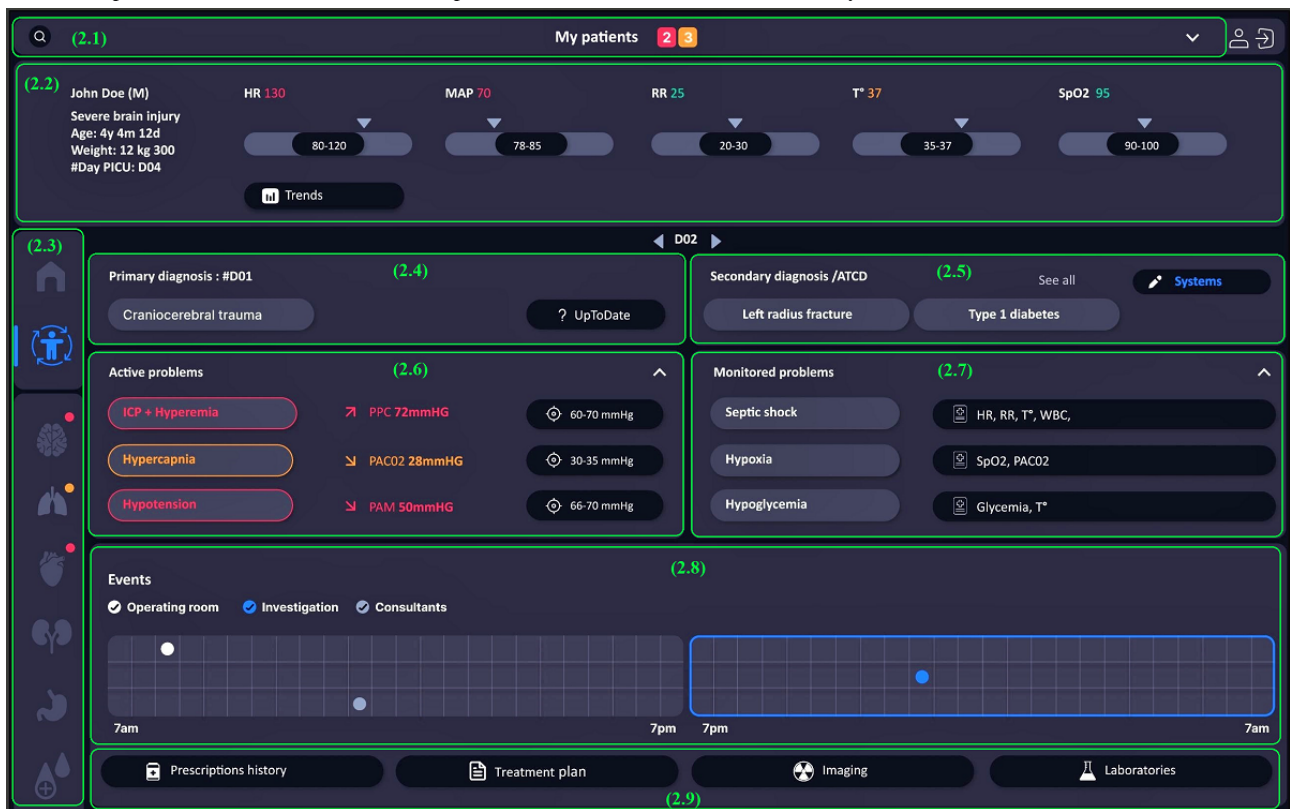 (2.1) My patients 2 3
(2.2)
John Doe (M)
Severe brain injury
Age: 4y 4m 12d
Weight: 12 kg 300
#Day PICU: D04
HR 130
80-120
MAP 70
78-85
RR 25
20-30
T° 37
35-37
SpO2 95
90-100
Trends
(2.3)
D02
Primary diagnosis : #D01 (2.4)
Craniocerebral trauma ? UpToDate
Secondary diagnosis /ATCD (2.5) See all Systems
Left radius fracture Type 1 diabetes
Active problems (2.6)
ICP + Hyperemia PPC 72mmHG 60-70 mmHg
Hypercapnia PAC02 28mmHG 30-35 mmHg
Hypotension PAM 50mmHG 66-70 mmHg
Monitored problems (2.7)
Septic shock HR, RR, T°, WBC,
Hypoxia SpO2, PAC02
Hypoglycemia Glycemia, T°
(2.8)
Events
Operating room Investigation Consultants
7am 7pm 7pm 7am
Prescriptions history Treatment plan Imaging Laboratories
(2.9)